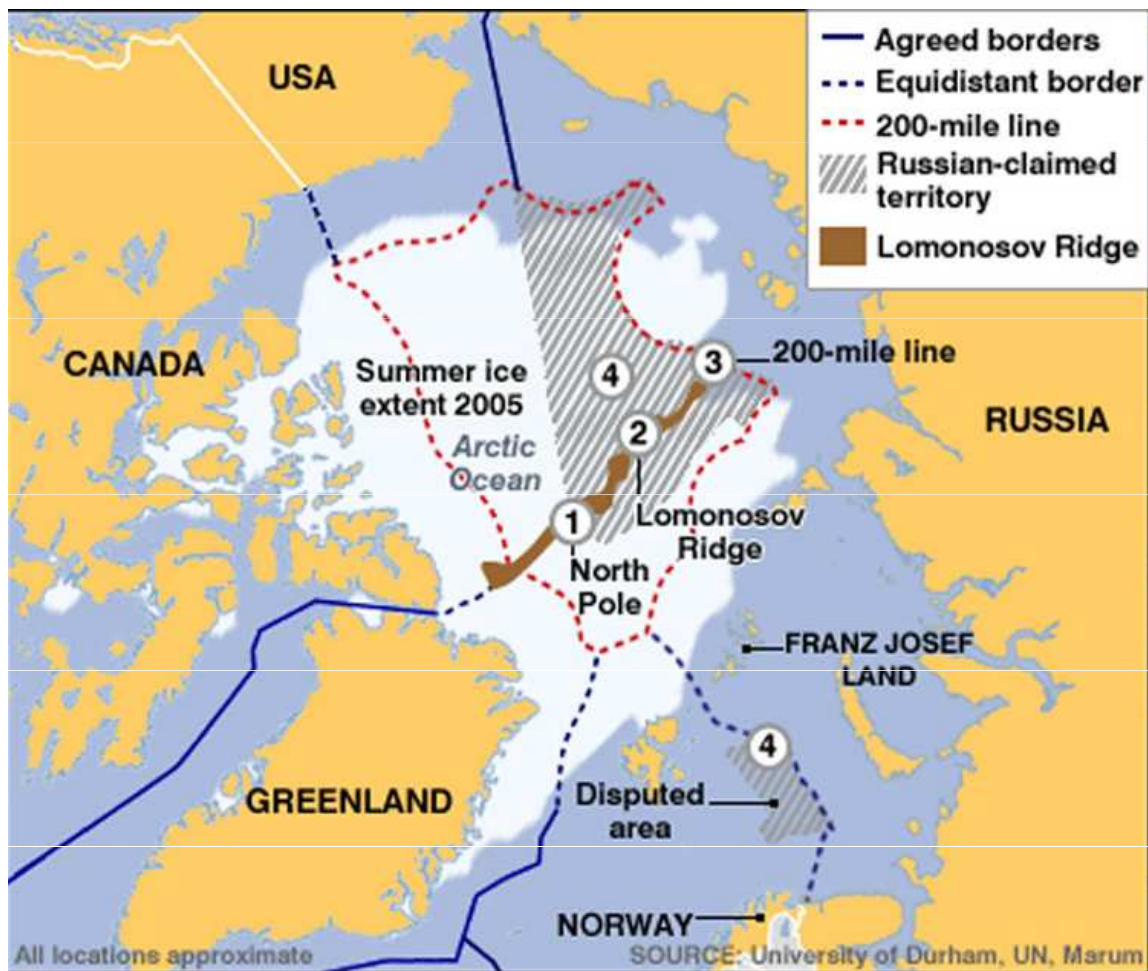 Agreed borders
Equidistant border
200-mile line
Russian-claimed
territory
Lomonosov Ridge
USA
CANADA
Summer ice
extent 2005
Arctic
Ocean
4
3
200-mile line
2
RUSSIA
1
Lomonosov
Ridge
North
Pole
FRANZ JOSEF
LAND
4
GREENLAND
Disputed
area
NORWAY
All locations approximate
SOURCE: University of Durham, UN, Marum